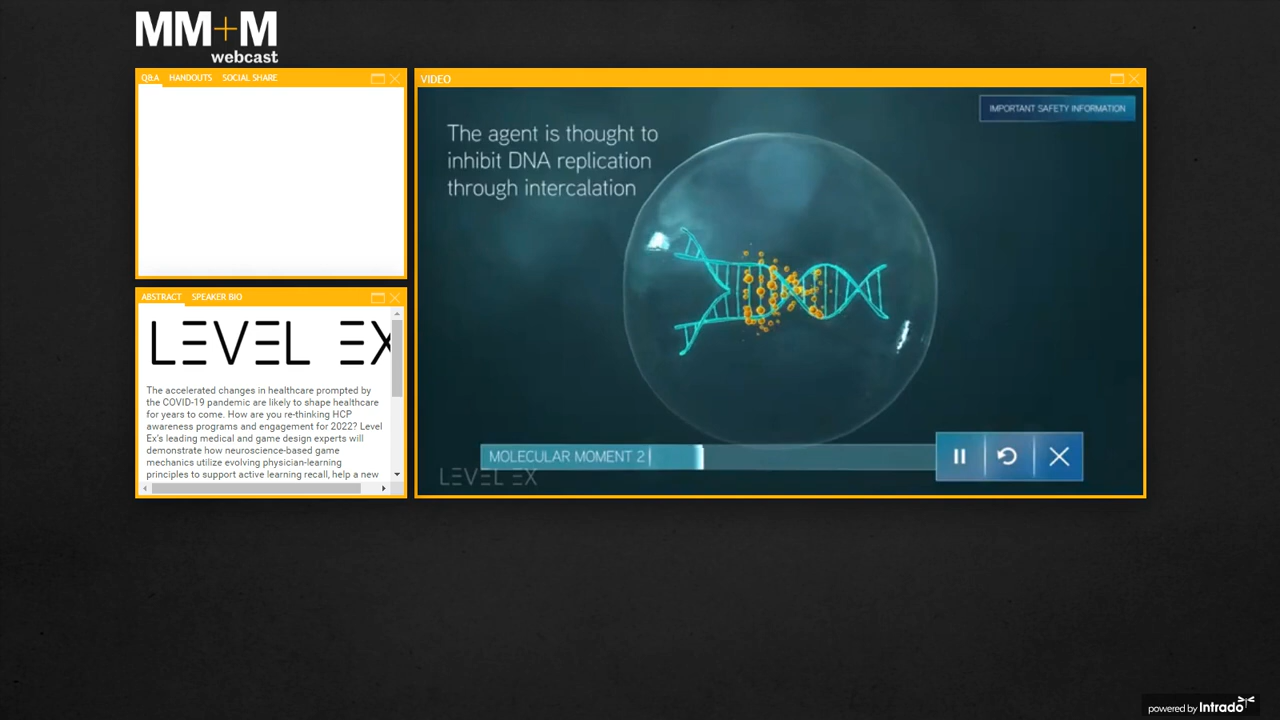 MM+M
webcast
Q&A HANDOUTS SOCIAL SHARE
VIDEO
IMPORTANT SAFETY INFORMATION
The agent is thought to
inhibit DNA replication
through intercalation
MOLECULAR MOMENT 2
LEVEL EX
ABSTRACT SPEAKER BIO
LEVEL EX
The accelerated changes in healthcare prompted by
the COVID-19 pandemic are likely to shape healthcare
for years to come. How are you re-thinking HCP
awareness programs and engagement for 2022? Level
Ex's leading medical and game design experts will
demonstrate how neuroscience-based game
mechanics utilize evolving physician-learning
principles to support active learning recall, help a new
powered by Intrado